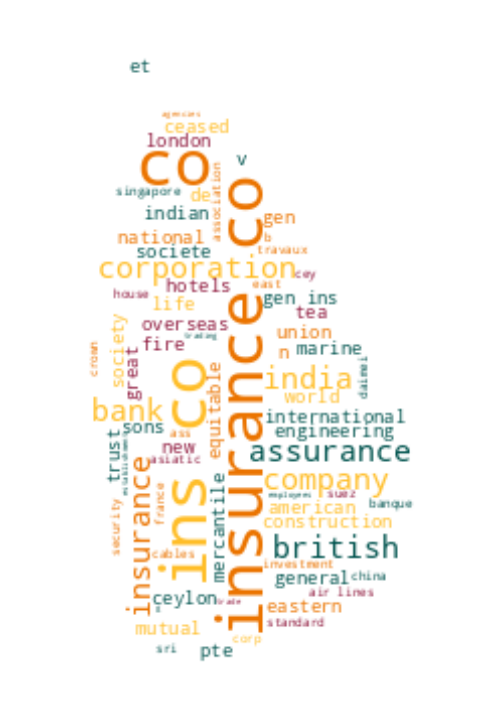 et
agencies
ceased
london
co
v
singapore
de
association
indian
insurance co
gen
national
b
societe
travaux
corporation
cey
hotels
east
house
life
gen ins
tea
overseas
trading
union
fire
n
marine
crown
society
great
ins co
equitable
india
daimei
world
bank
sons
ass
international
engineering
trust
new
assurance
asiatic
insurance
mercantile
company
employees
suez
security
france
american
banque
construction
british
cables
investment
general
china
ceylon
trade
air lines
eastern
mutual
standard
corp
sri
pte